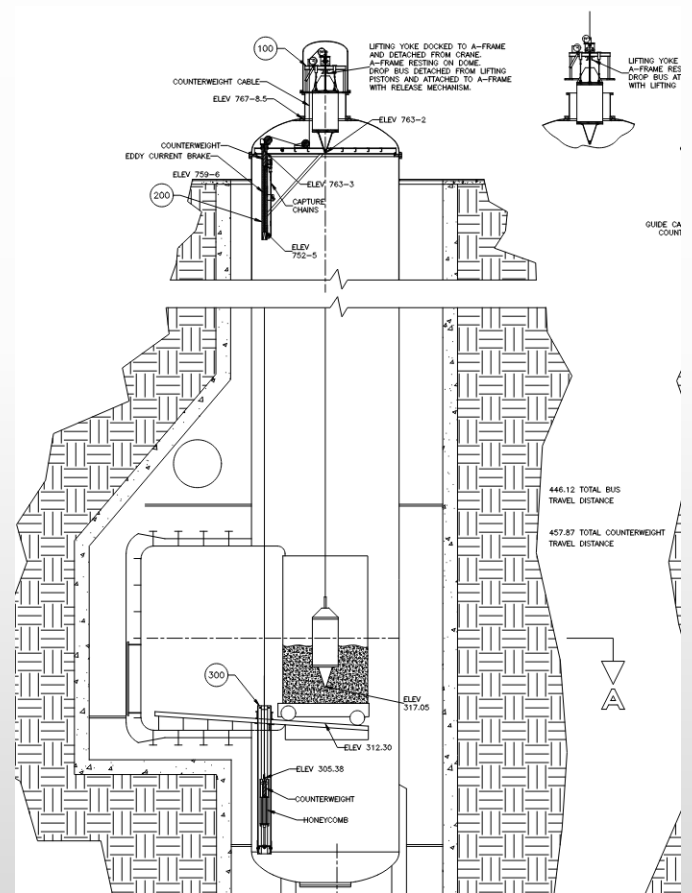 100
LIFTING YOKE DOCKED TO A-FRAME
AND DETACHED FROM CRANE.
A-FRAME RESTING ON DOME.
DROP BUS DETACHED FROM LIFTING
PISTONS AND ATTACHED TO A-FRAME
WITH RELEASE MECHANISM.
LIFTING YOKE
A-FRAME RES
DROP BUS AT
WITH LIFTING
COUNTERWEIGHT CABLE
ELEV 767-8.5
ELEV 763-2
COUNTERWEIGHT
EDDY CURRENT BRAKE
ELEV 759-6
ELEV 763-3
200
CAPTURE
CHAINS
ELEV
752-5
GUIDE CA
COUNT
446.12 TOTAL BUS
TRAVEL DISTANCE
457.87 TOTAL COUNTERWEIGHT
TRAVEL DISTANCE
300
A
ELEV
317.05
ELEV 312.30
ELEV 305.38
COUNTERWEIGHT
HONEYCOMB